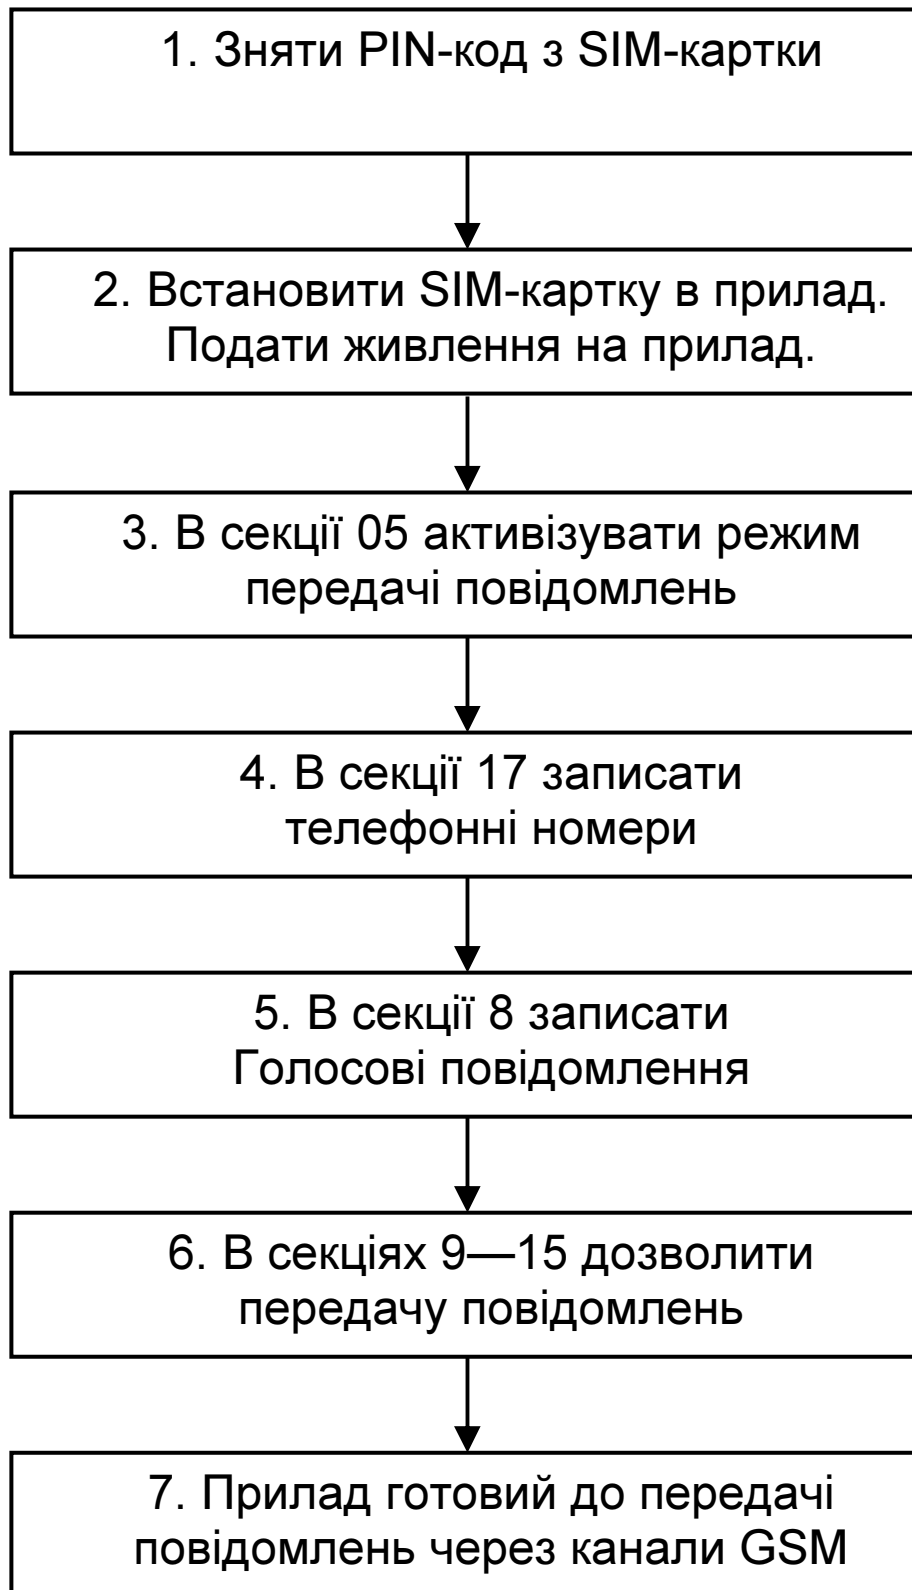 1. Зняти PIN-код з SIM-картки
2. Встановити SIM-картку в прилад.
Подати живлення на прилад.
3. В секції 05 активізувати режим
передачі повідомлень
4. В секції 17 записати
телефонні номери
5. В секції 8 записати
Голосові повідомлення
6. В секціях 9—15 дозволити
передачу повідомлень
7. Прилад готовий до передачі
повідомлень через канали GSM